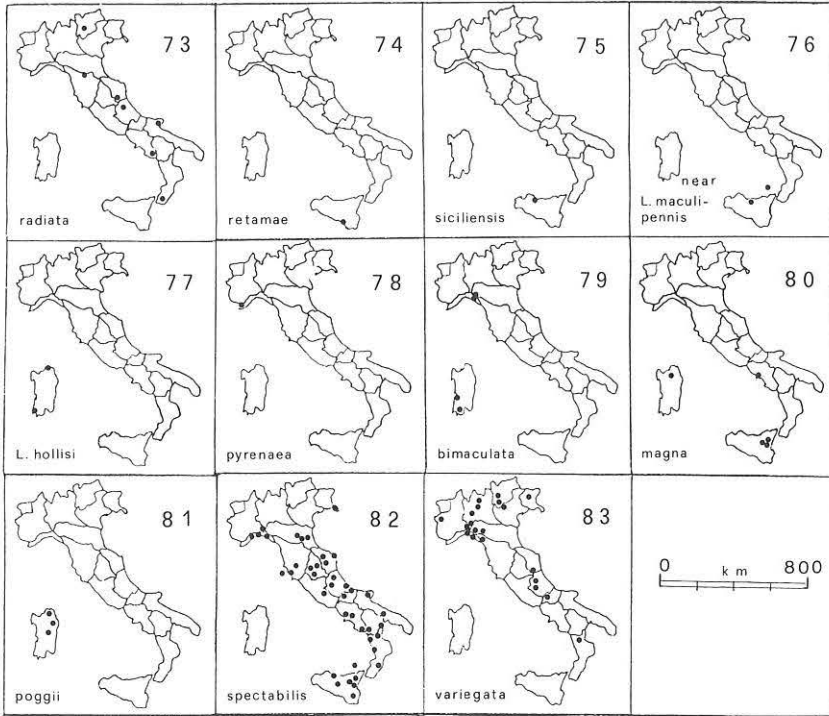 73
radiata
74
retamae
75
siciliensis
76
near
L. maculi-
pennis
77
L. hollisi
78
pyrenaea
79
bimaculata
80
magna
81
poggii
82
spectabilis
83
variegata
0 km 800